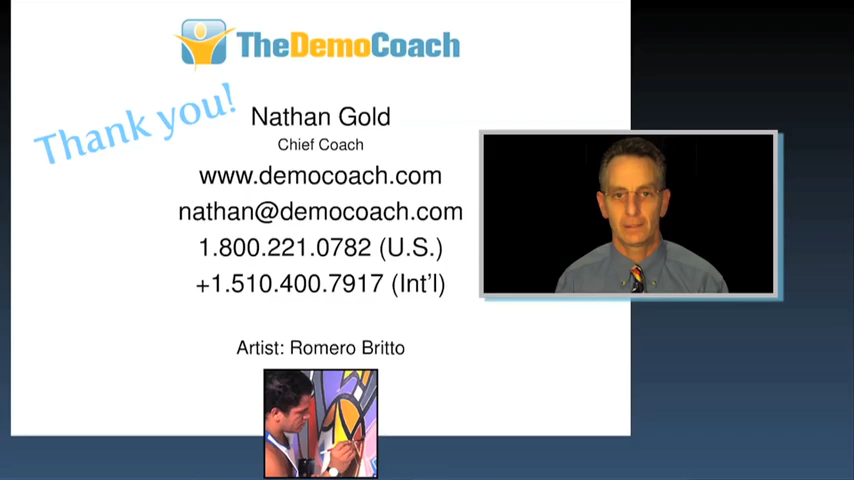 TheDemoCoach
Thank you!
Nathan Gold
Chief Coach
www.democoach.com
nathan@democoach.com
1.800.221.0782 (U.S.)
+1.510.400.7917 (Int'l)
Artist: Romero Britto